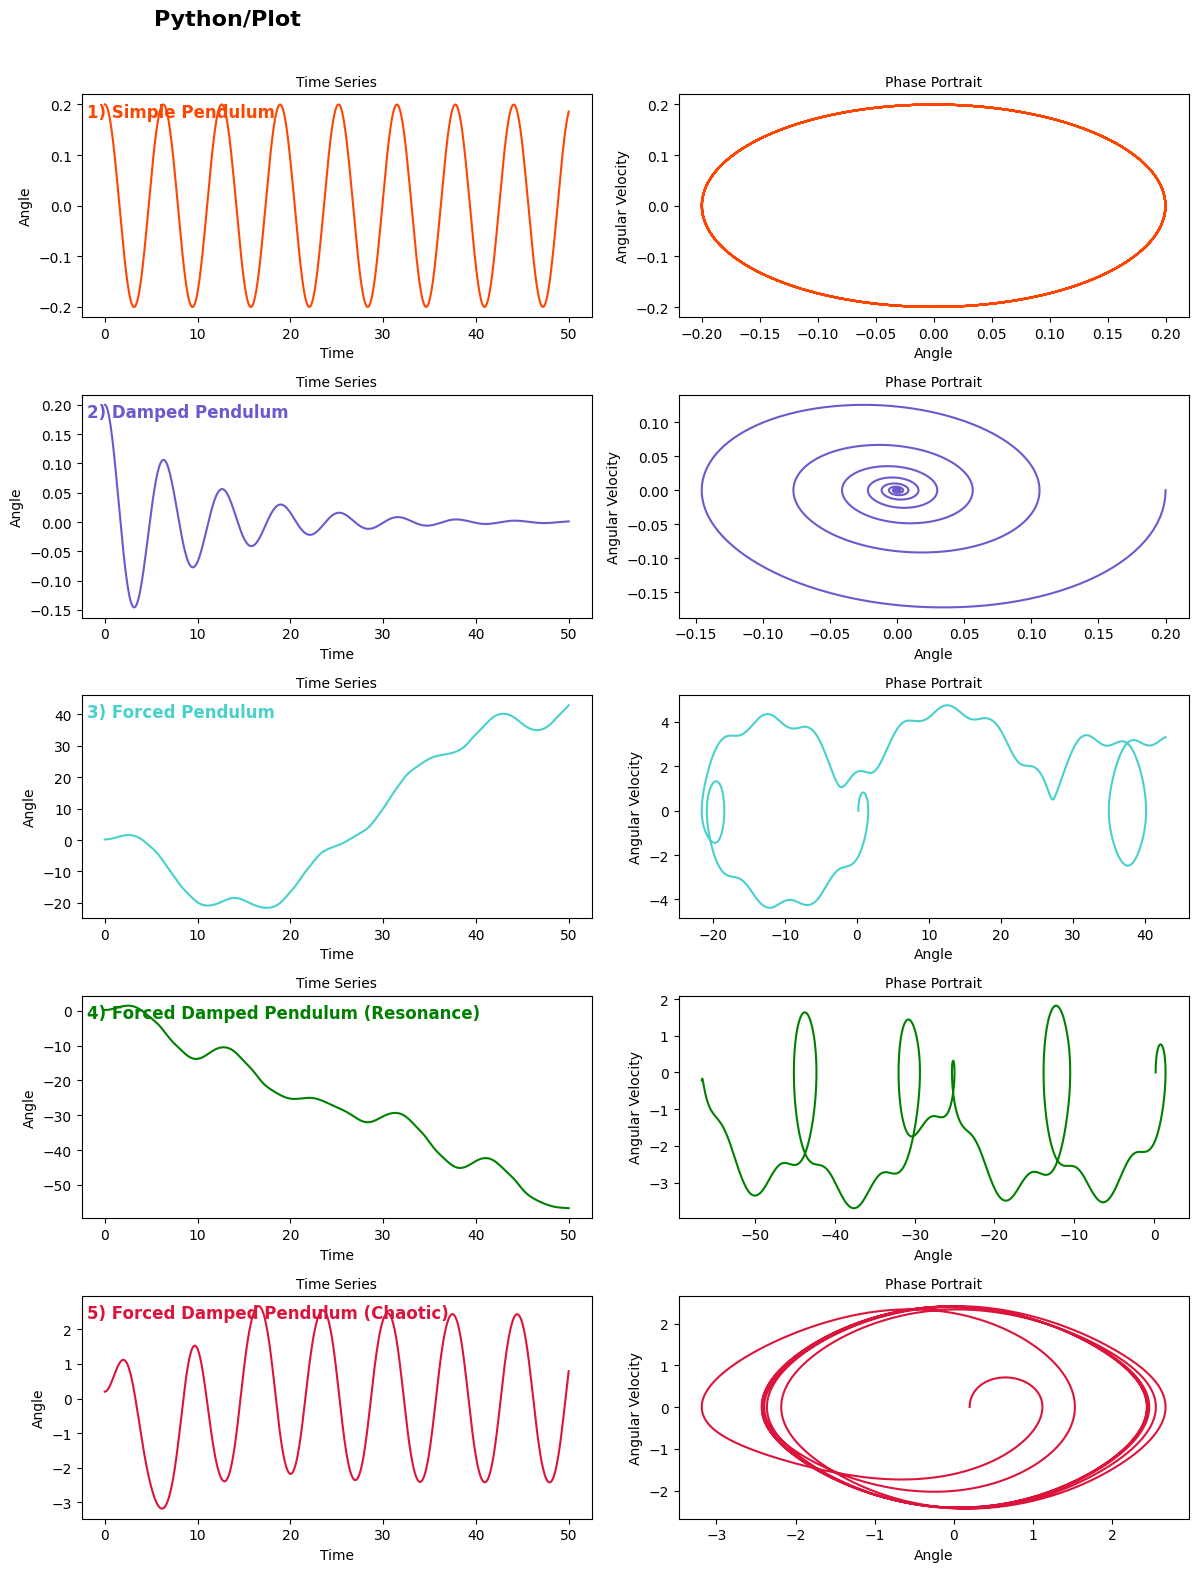 Python/Plot
Time Series
1) Simple Pendulum
Angle
0.2
0.1
0.0
−0.1
−0.2
0 10 20 30 40 50
Time
Phase Portrait
Angular Velocity
0.2
0.1
0.0
−0.1
−0.2
−0.20 −0.15 −0.10 −0.05 0.00 0.05 0.10 0.15 0.20
Angle
Time Series
2) Damped Pendulum
Angle
0.20
0.15
0.10
0.05
0.00
−0.05
−0.10
−0.15
0 10 20 30 40 50
Time
Phase Portrait
Angular Velocity
0.10
0.05
0.00
−0.05
−0.10
−0.15
−0.15 −0.10 −0.05 0.00 0.05 0.10 0.15 0.20
Angle
Time Series
3) Forced Pendulum
Angle
40
30
20
10
0
−10
−20
0 10 20 30 40 50
Time
Phase Portrait
Angular Velocity
4
2
0
−2
−4
−20 −10 0 10 20 30 40
Angle
Time Series
4) Forced Damped Pendulum (Resonance)
Angle
0
−10
−20
−30
−40
−50
0 10 20 30 40 50
Time
Phase Portrait
Angular Velocity
2
1
0
−1
−2
−3
−50 −40 −30 −20 −10 0
Angle
Time Series
5) Forced Damped Pendulum (Chaotic)
Angle
2
1
0
−1
−2
−3
0 10 20 30 40 50
Time
Phase Portrait
Angular Velocity
2
1
0
−1
−2
−3 −2 −1 0 1 2
Angle